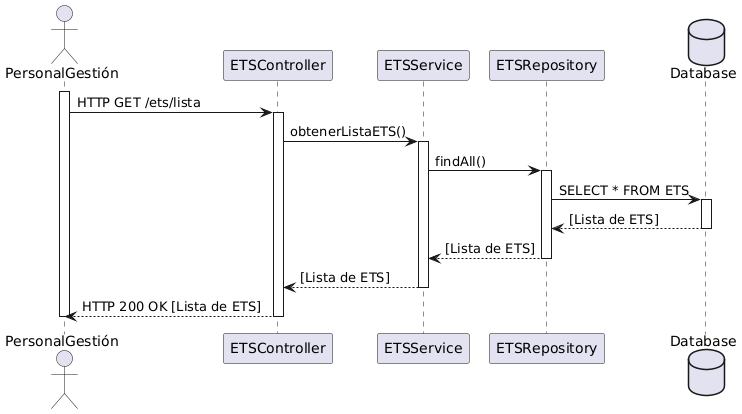 PersonalGestión
ETSController
ETSService
ETSRepository
Database
HTTP GET /ets/lista
obtenerListaETS()
findAll()
SELECT * FROM ETS
[Lista de ETS]
[Lista de ETS]
[Lista de ETS]
HTTP 200 OK [Lista de ETS]
PersonalGestión
ETSController
ETSService
ETSRepository
Database